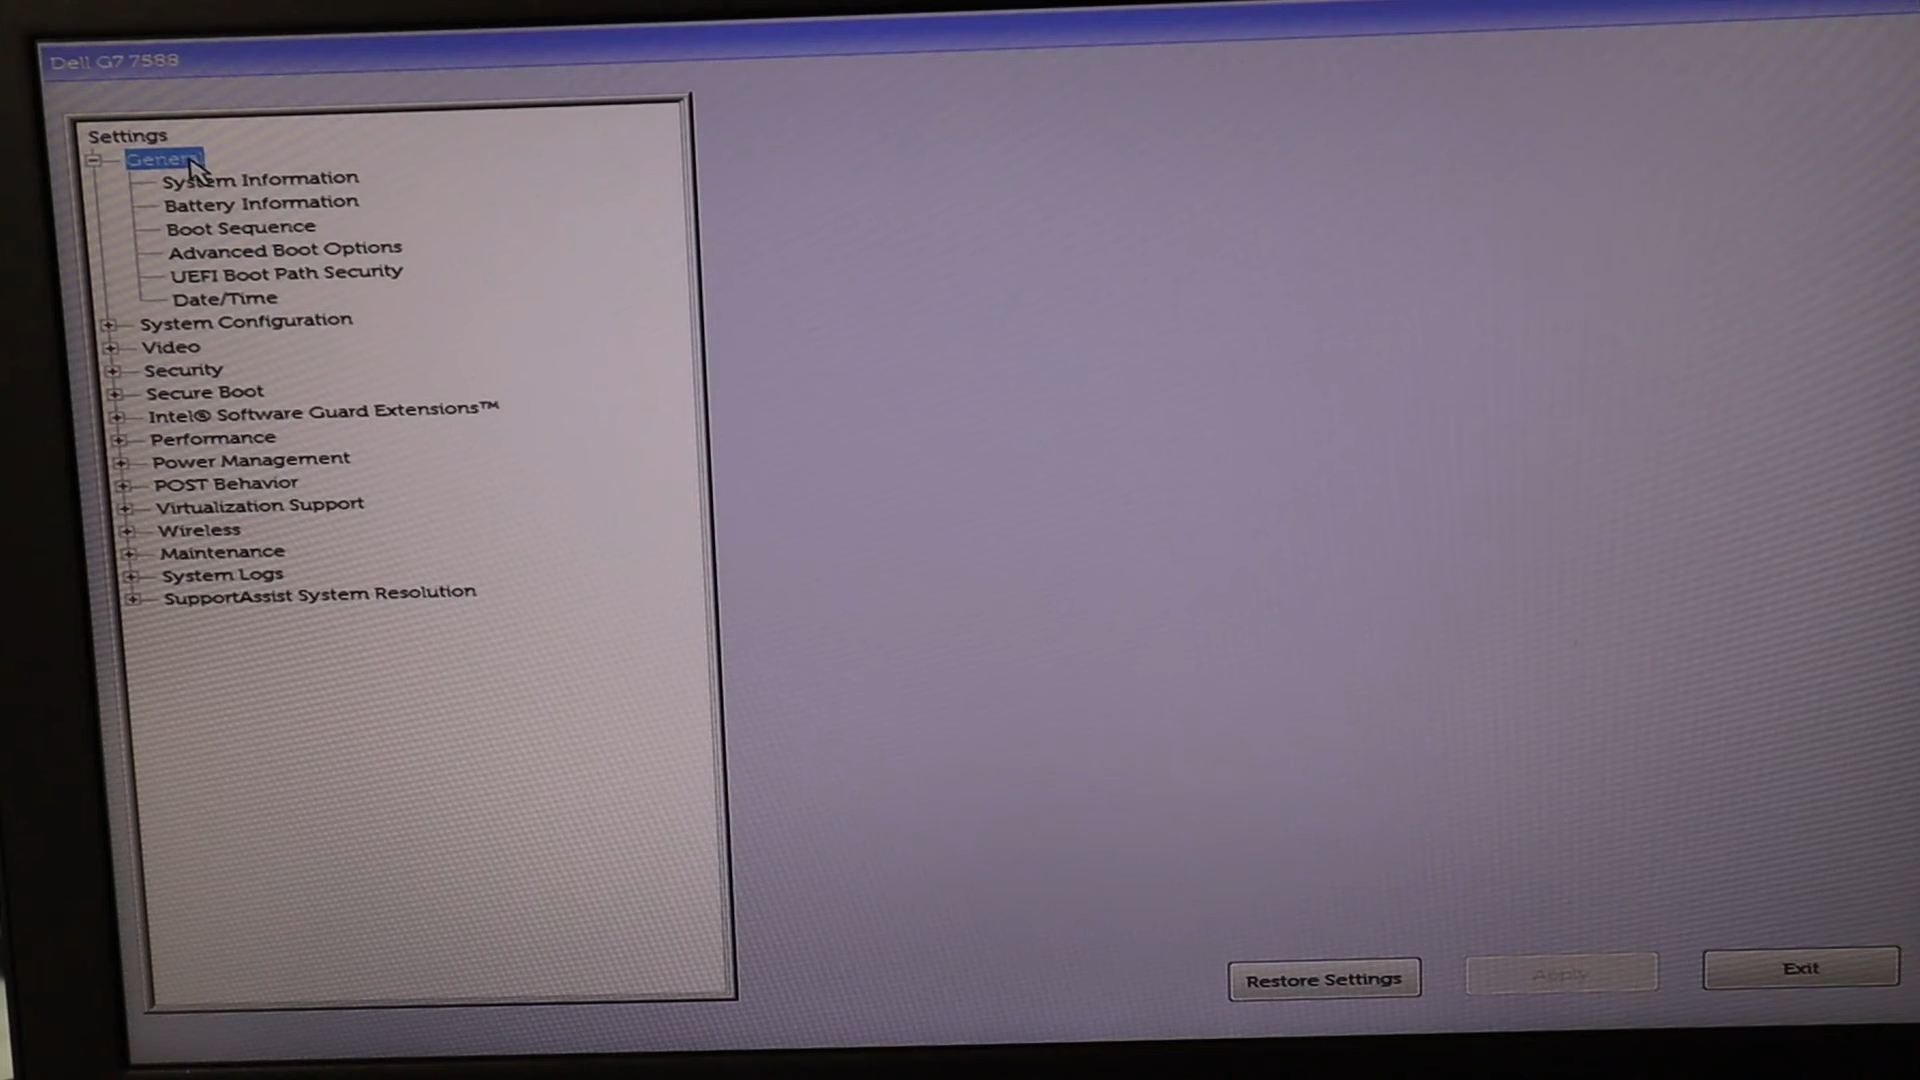 Dell G7 7588
Settings
General
System Information
Battery Information
Boot Sequence
Advanced Boot Options
UEFI Boot Path Security
Date/Time
System Configuration
Video
Security
Secure Boot
Intel® Software Guard Extensions™
Performance
Power Management
POST Behavior
Virtualization Support
Wireless
Maintenance
System Logs
SupportAssist System Resolution
Restore Settings
Apply
Exit